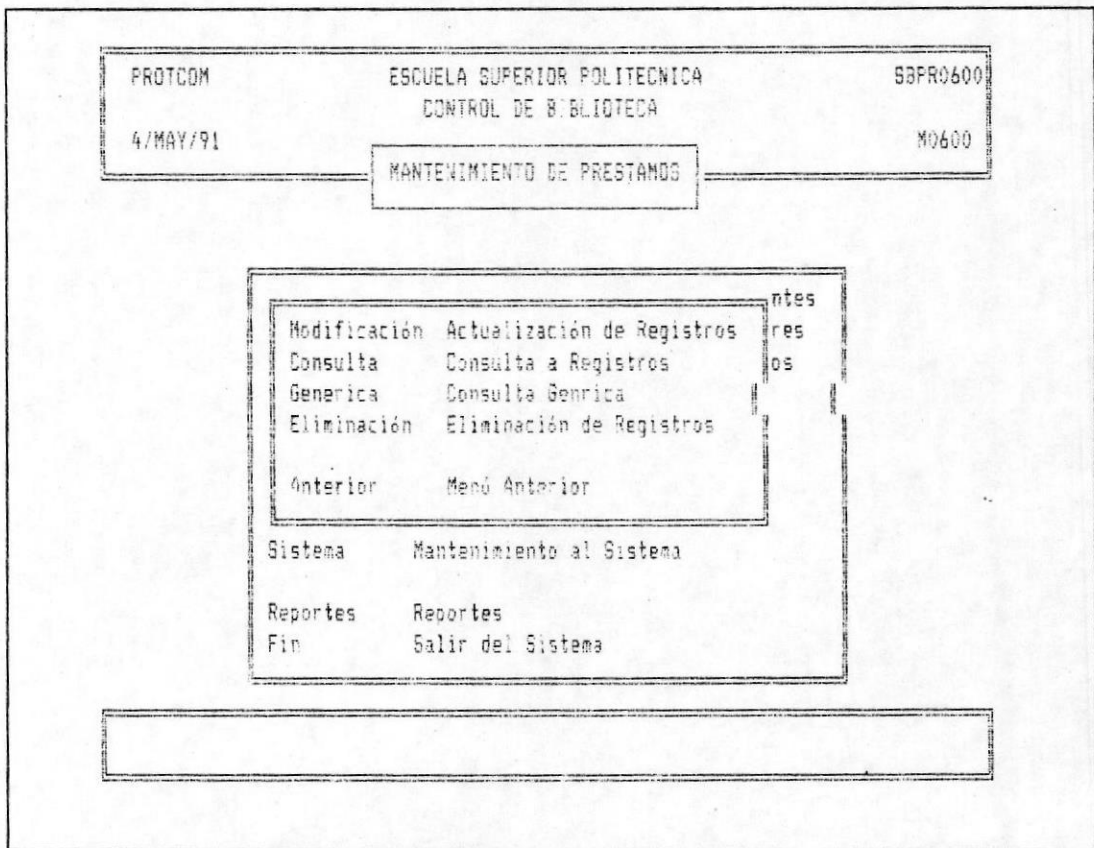 PROTCOM ESCUELA SUPERIOR POLITECNICA SBPR0600
CONTROL DE BIBLIOTECA
4/MAY/91 M0600
MANTENIMIENTO DE PRESTAMOS
ntes
Modificación Actualización de Registros res
Consulta Consulta a Registros os
Generica Consulta Genrica
Eliminación Eliminación de Registros
Anterior Menú Anterior
Sistema Mantenimiento al Sistema
Reportes Reportes
Fin Salir del Sistema